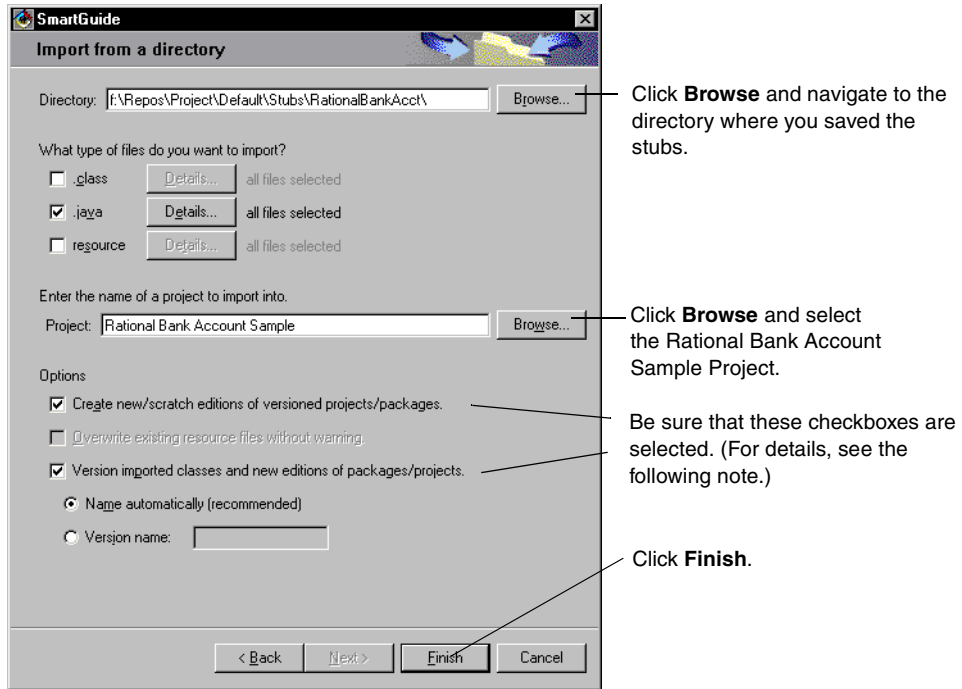 SmartGuide
Import from a directory
Directory: f:\Repos\Project\Default\Stubs\RationalBankAcct\ Browse...
Click Browse and navigate to the
directory where you saved the
stubs.
What type of files do you want to import?
.class Details... all files selected
.java Details... all files selected
resource Details... all files selected
Enter the name of a project to import into.
Project: Rational Bank Account Sample Browse...
Click Browse and select
the Rational Bank Account
Sample Project.
Options
Create new/scratch editions of versioned projects/packages.
Overwrite existing resource files without warning.
Version imported classes and new editions of packages/projects.
Be sure that these checkboxes are
selected. (For details, see the
following note.)
Name automatically (recommended)
Version name:
Click Finish.
< Back Next > Finish Cancel